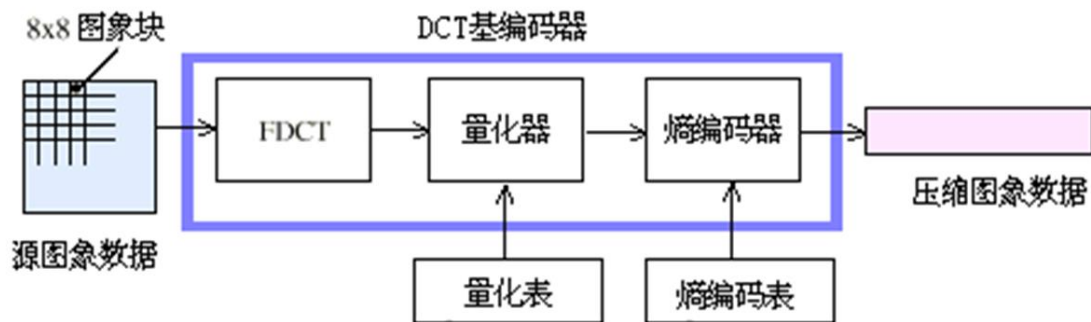 8x8 图象块
DCT基编码器
FDCT
量化器
熵编码器
压缩图象数据
源图象数据
量化表
熵编码表